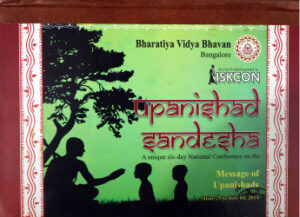 Bharatiya Vidya Bhavan
Bangalore
ISKCON
Upanishad
Sandesha
A unique six-day National Conference on the
Message of
Upanishads